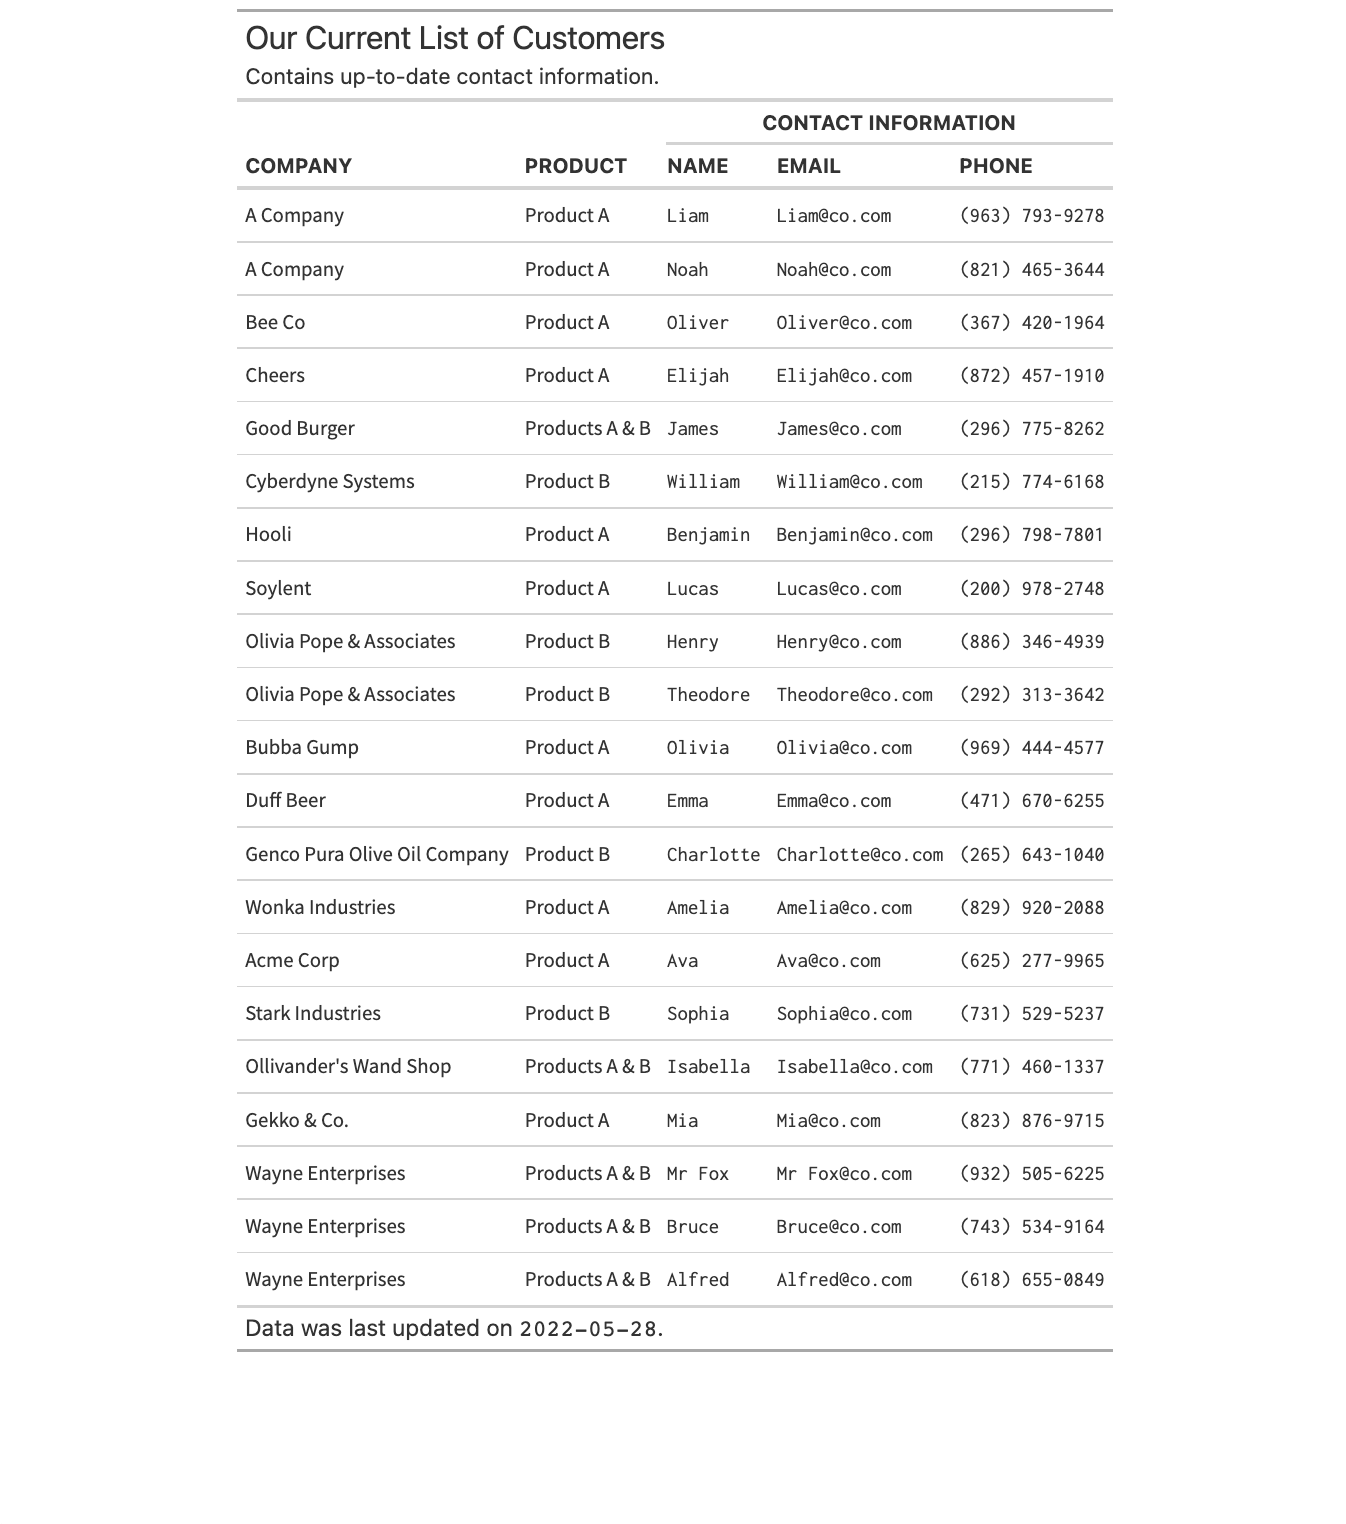 Our Current List of Customers
Contains up-to-date contact information.
CONTACT INFORMATION
COMPANY PRODUCT NAME EMAIL PHONE
A Company Product A Liam Liam@co.com (963) 793-9278
A Company Product A Noah Noah@co.com (821) 465-3644
Bee Co Product A Oliver Oliver@co.com (367) 420-1964
Cheers Product A Elijah Elijah@co.com (872) 457-1910
Good Burger Products A & B James James@co.com (296) 775-8262
Cyberdyne Systems Product B William William@co.com (215) 774-6168
Hooli Product A Benjamin Benjamin@co.com (296) 798-7801
Soylent Product A Lucas Lucas@co.com (200) 978-2748
Olivia Pope & Associates Product B Henry Henry@co.com (886) 346-4939
Olivia Pope & Associates Product B Theodore Theodore@co.com (292) 313-3642
Bubba Gump Product A Olivia Olivia@co.com (969) 444-4577
Duff Beer Product A Emma Emma@co.com (471) 670-6255
Genco Pura Olive Oil Company Product B Charlotte Charlotte@co.com (265) 643-1040
Wonka Industries Product A Amelia Amelia@co.com (829) 920-2088
Acme Corp Product A Ava Ava@co.com (625) 277-9965
Stark Industries Product B Sophia Sophia@co.com (731) 529-5237
Ollivander's Wand Shop Products A & B Isabella Isabella@co.com (771) 460-1337
Gekko & Co. Product A Mia Mia@co.com (823) 876-9715
Wayne Enterprises Products A & B Mr Fox Mr Fox@co.com (932) 505-6225
Wayne Enterprises Products A & B Bruce Bruce@co.com (743) 534-9164
Wayne Enterprises Products A & B Alfred Alfred@co.com (618) 655-0849
Data was last updated on 2022–05–28.